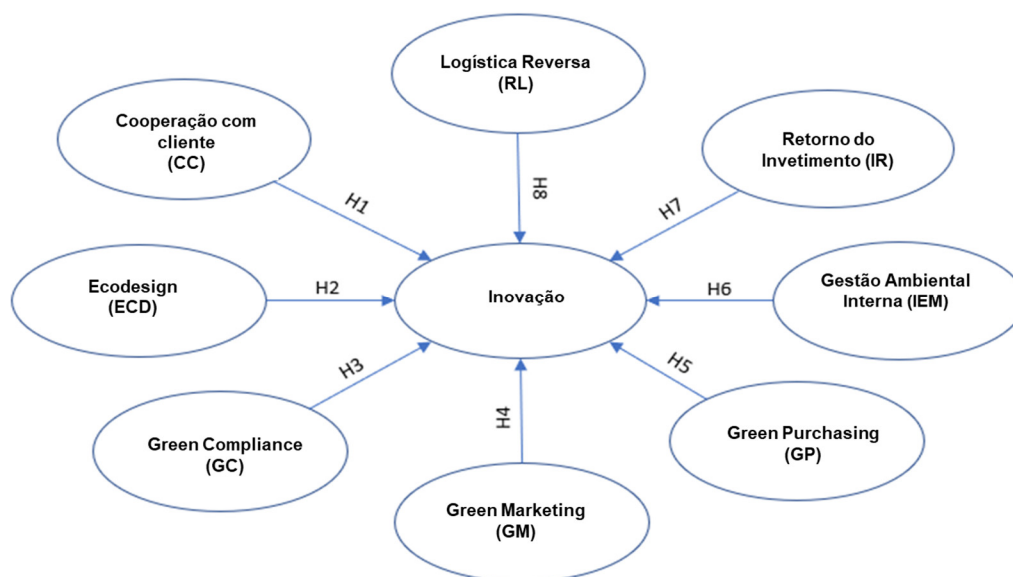 Logística Reversa
(RL)
Cooperação com
cliente
(CC)
Retorno do
Invetimento (IR)
H1
H8
H7
Ecodesign
(ECD)
H2
Inovação
H6
Gestão Ambiental
Interna (IEM)
H3
H4
H5
Green Compliance
(GC)
Green Purchasing
(GP)
Green Marketing
(GM)